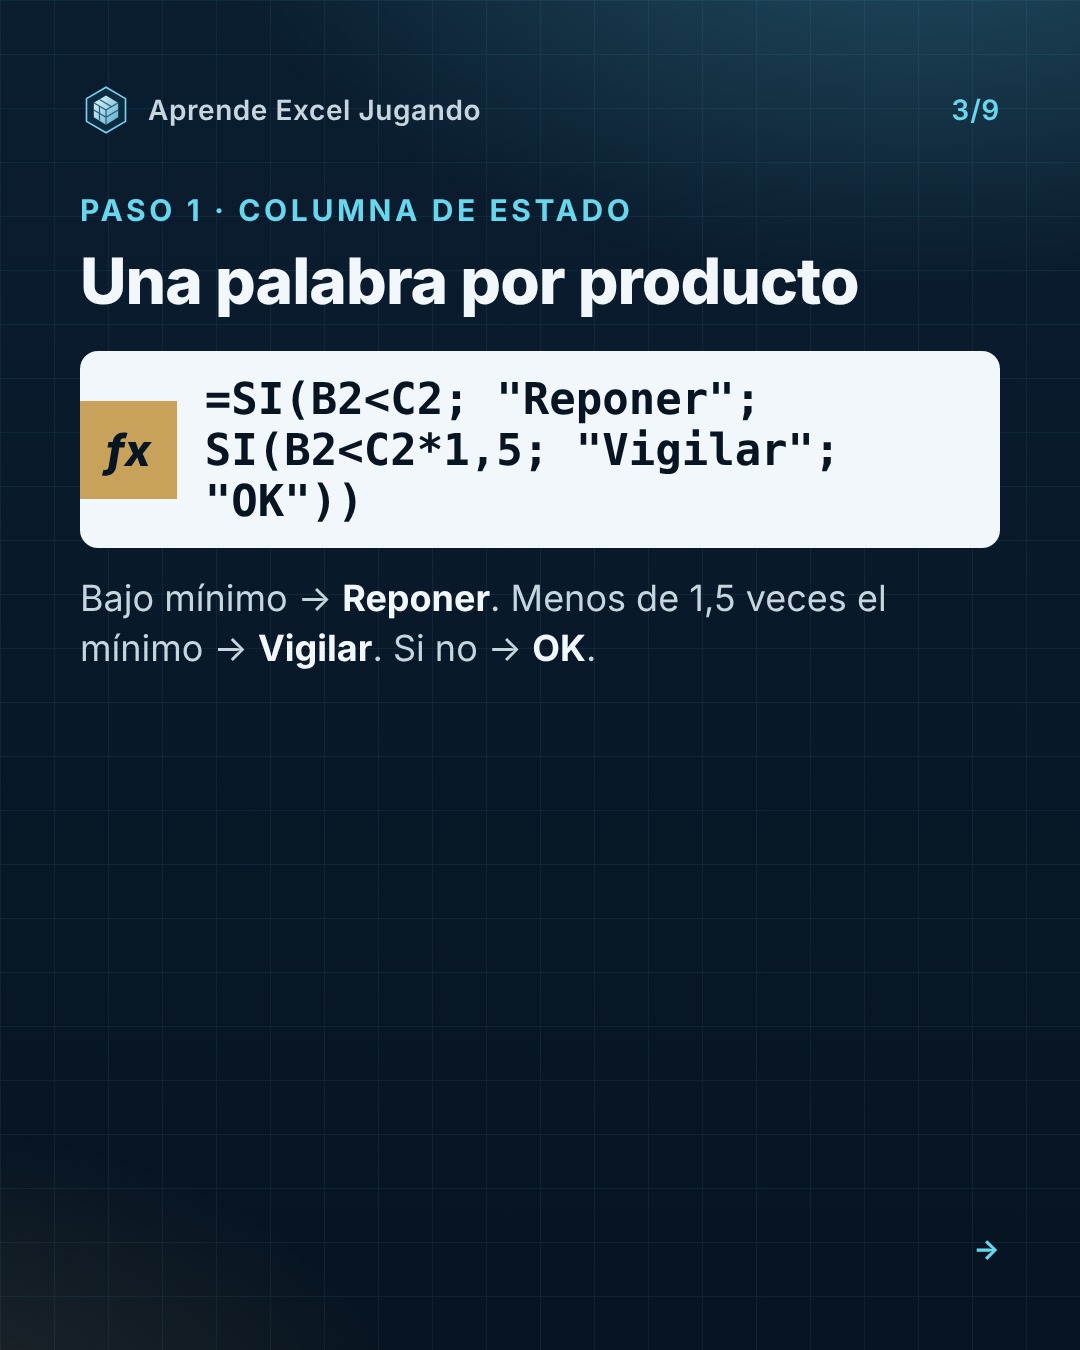 Aprende Excel Jugando
3/9
PASO 1 · COLUMNA DE ESTADO
Una palabra por producto
fx
=SI(B2<C2; "Reponer";
SI(B2<C2*1,5; "Vigilar";
"OK"))
Bajo mínimo → Reponer. Menos de 1,5 veces el
mínimo → Vigilar. Si no → OK.
→